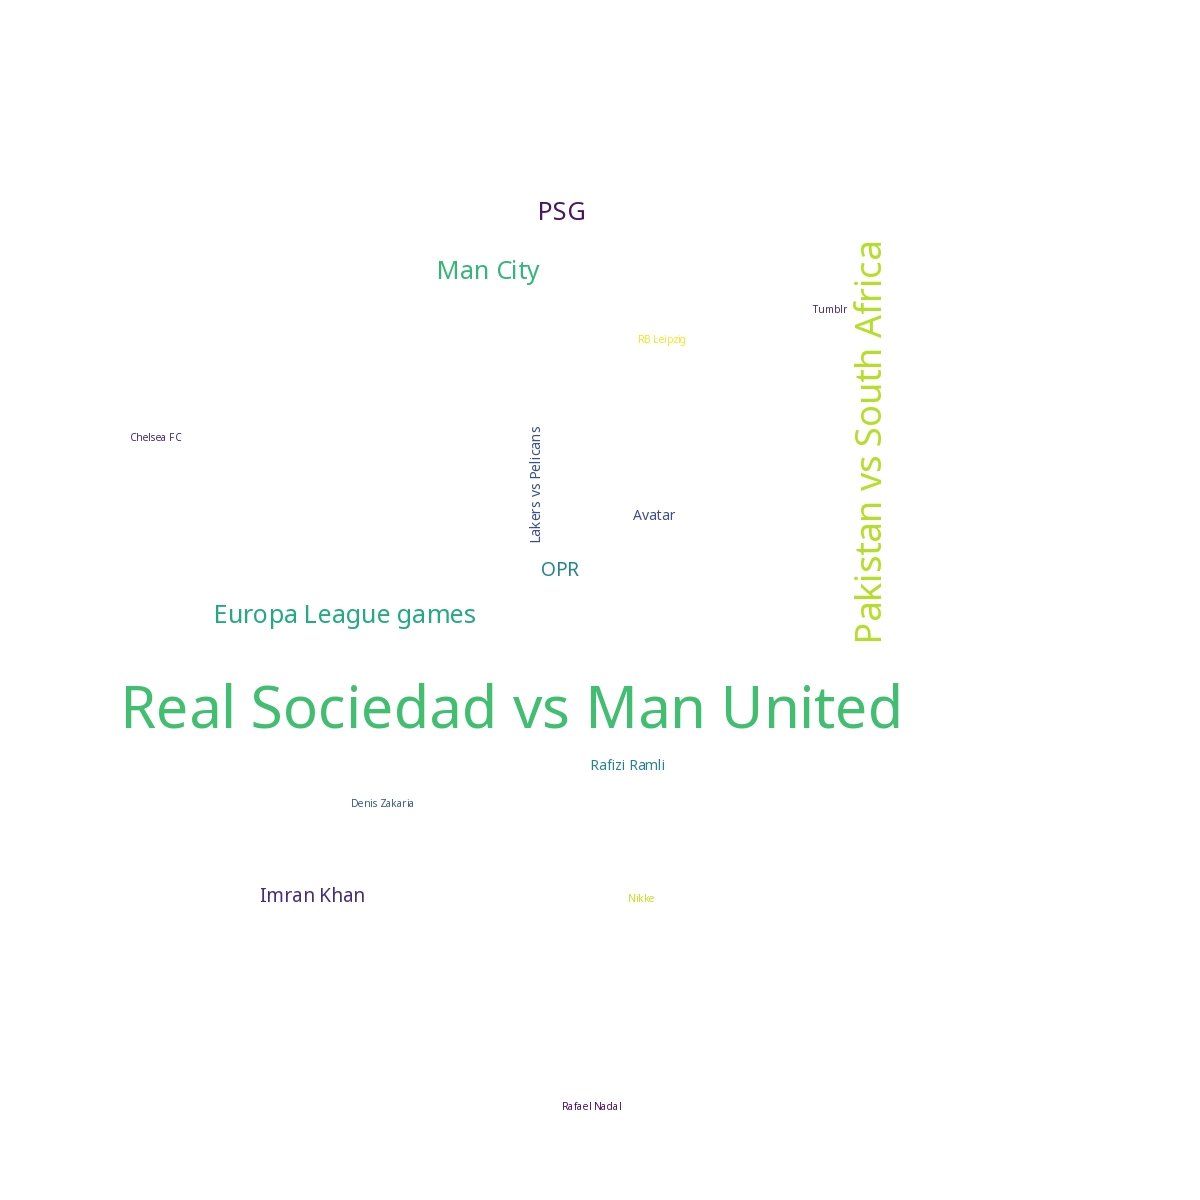 PSG
Man City
Pakistan vs South Africa
Tumblr
RB Leipzig
Chelsea FC
Lakers vs Pelicans
Avatar
OPR
Europa League games
Real Sociedad vs Man United
Rafizi Ramli
Denis Zakaria
Imran Khan
Nikke
Rafael Nadal